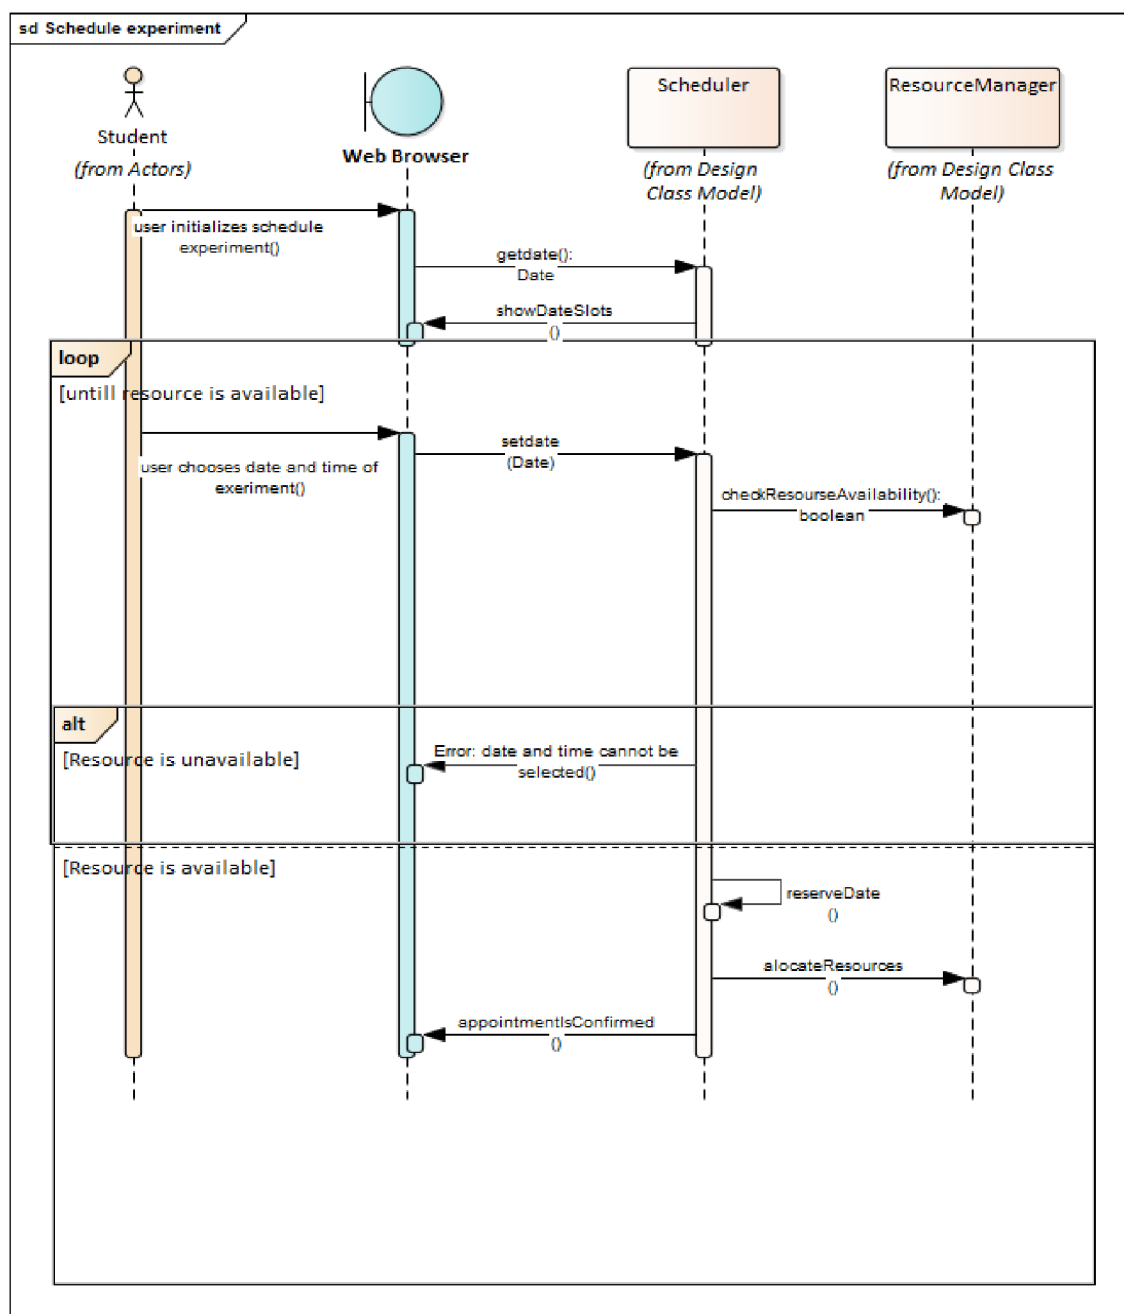 sd Schedule experiment
Student
(from Actors)
Web Browser
Scheduler
(from Design
Class Model)
ResourceManager
(from Design Class
Model)
user initializes schedule
experiment()
getdate():
Date
showDateSlots
()
loop
[untill resource is available]
user chooses date and time of
exeriment()
setdate
(Date)
checkResourseAvailability():
boolean
alt
[Resource is unavailable]
Error: date and time cannot be
selected()
[Resource is available]
reserveDate
()
alocateResources
()
appointmentIsConfirmed
()